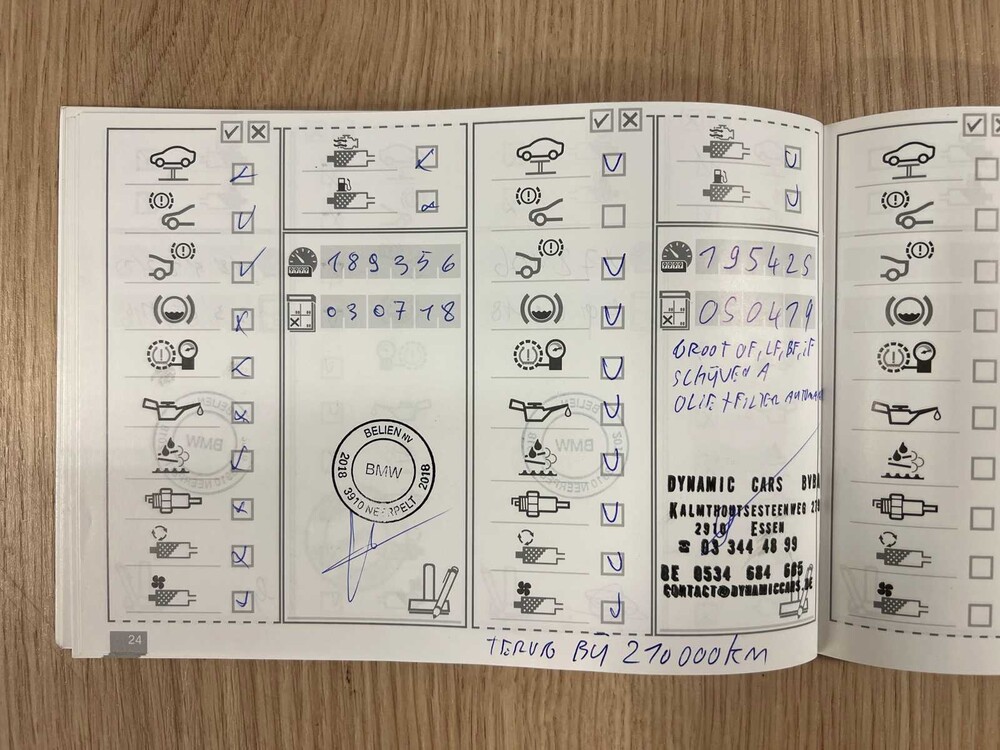 189356
030718
BELIEN NV
2018 BMW 2018
3910 NEERPELT
24
195425
050419
GROOT OF, LF, BF, iF
SCHijVEN A
OLIE + FILTER AUTOMA
DYNAMIC CARS BVBA
KALMTHOUTSESTEENWEG
2910 ESSEN
☎ 03 344 48 99
BE 0534 684 605
CONTACT@DYNAMICCARS.BE
TERUG Bij 210000KM